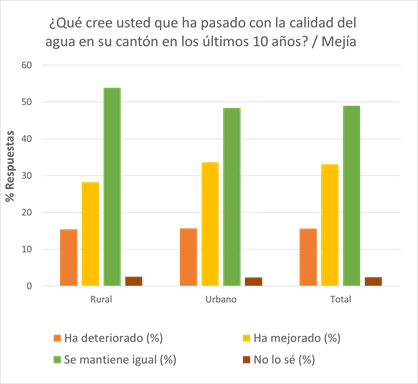 ¿Qué cree usted que ha pasado con la calidad del
agua en su cantón en los últimos 10 años? / Mejía
60
50
40
30
20
10
0
% Respuestas
Rural
Urbano
Total
Ha deteriorado (%)
Ha mejorado (%)
Se mantiene igual (%)
No lo sé (%)